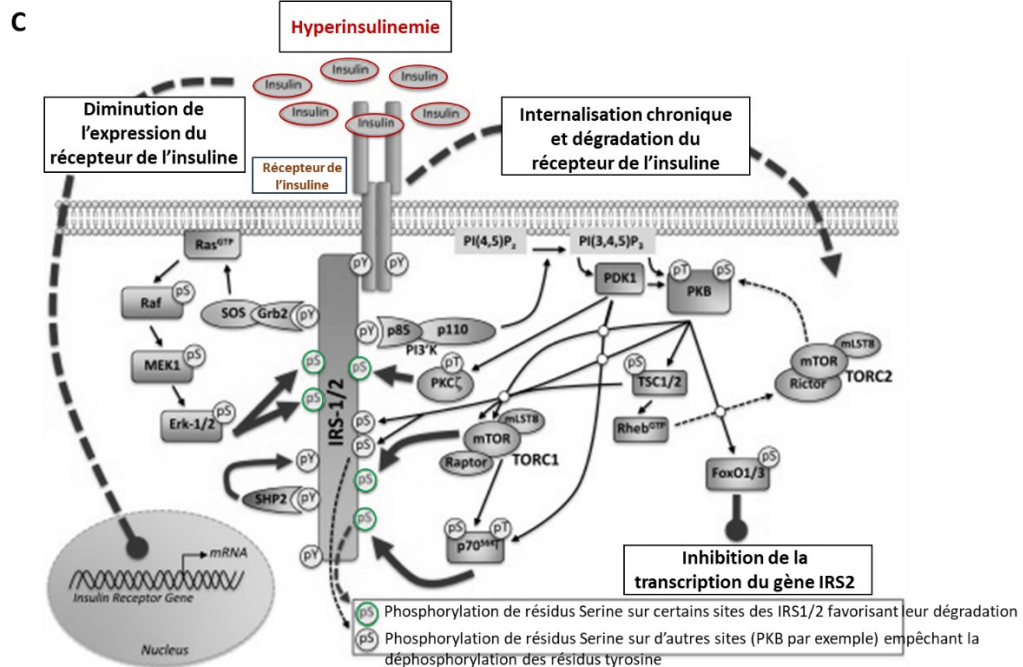 C
Hyperinsulinemie
Insulin
Insulin
Insulin
Insulin
Insulin
Insulin
Diminution de
l'expression du
récepteur de l'insuline
Internalisation chronique
et dégradation du
récepteur de l'insuline
Récepteur de
l'insuline
Ras^GTP
PI(4,5)P₂
PI(3,4,5)P₃
pY
pY
PDK1
pT
pS
PKB
Raf
pS
SOS
Grb2
pY
pY
p85
p110
PI3'K
MEK1
pS
pS
pS
pT
PKCζ
pS
TSC1/2
mTOR
mLST8
Rictor
TORC2
Erk-1/2
pS
pS
IRS-1/2
pS
pS
mLST8
mTOR
Raptor
TORC1
Rheb^GTP
pY
SHP2
pY
pS
FoxO1/3
pS
pS
pS
pT
p70^S6K
pY
mRNA
Insulin Receptor Gene
Nucleus
Inhibition de la
transcription du gène IRS2
pS Phosphorylation de résidus Serine sur certains sites des IRS1/2 favorisant leur dégradation
pS Phosphorylation de résidus Serine sur d'autres sites (PKB par exemple) empêchant la
déphosphorylation des résidus tyrosine